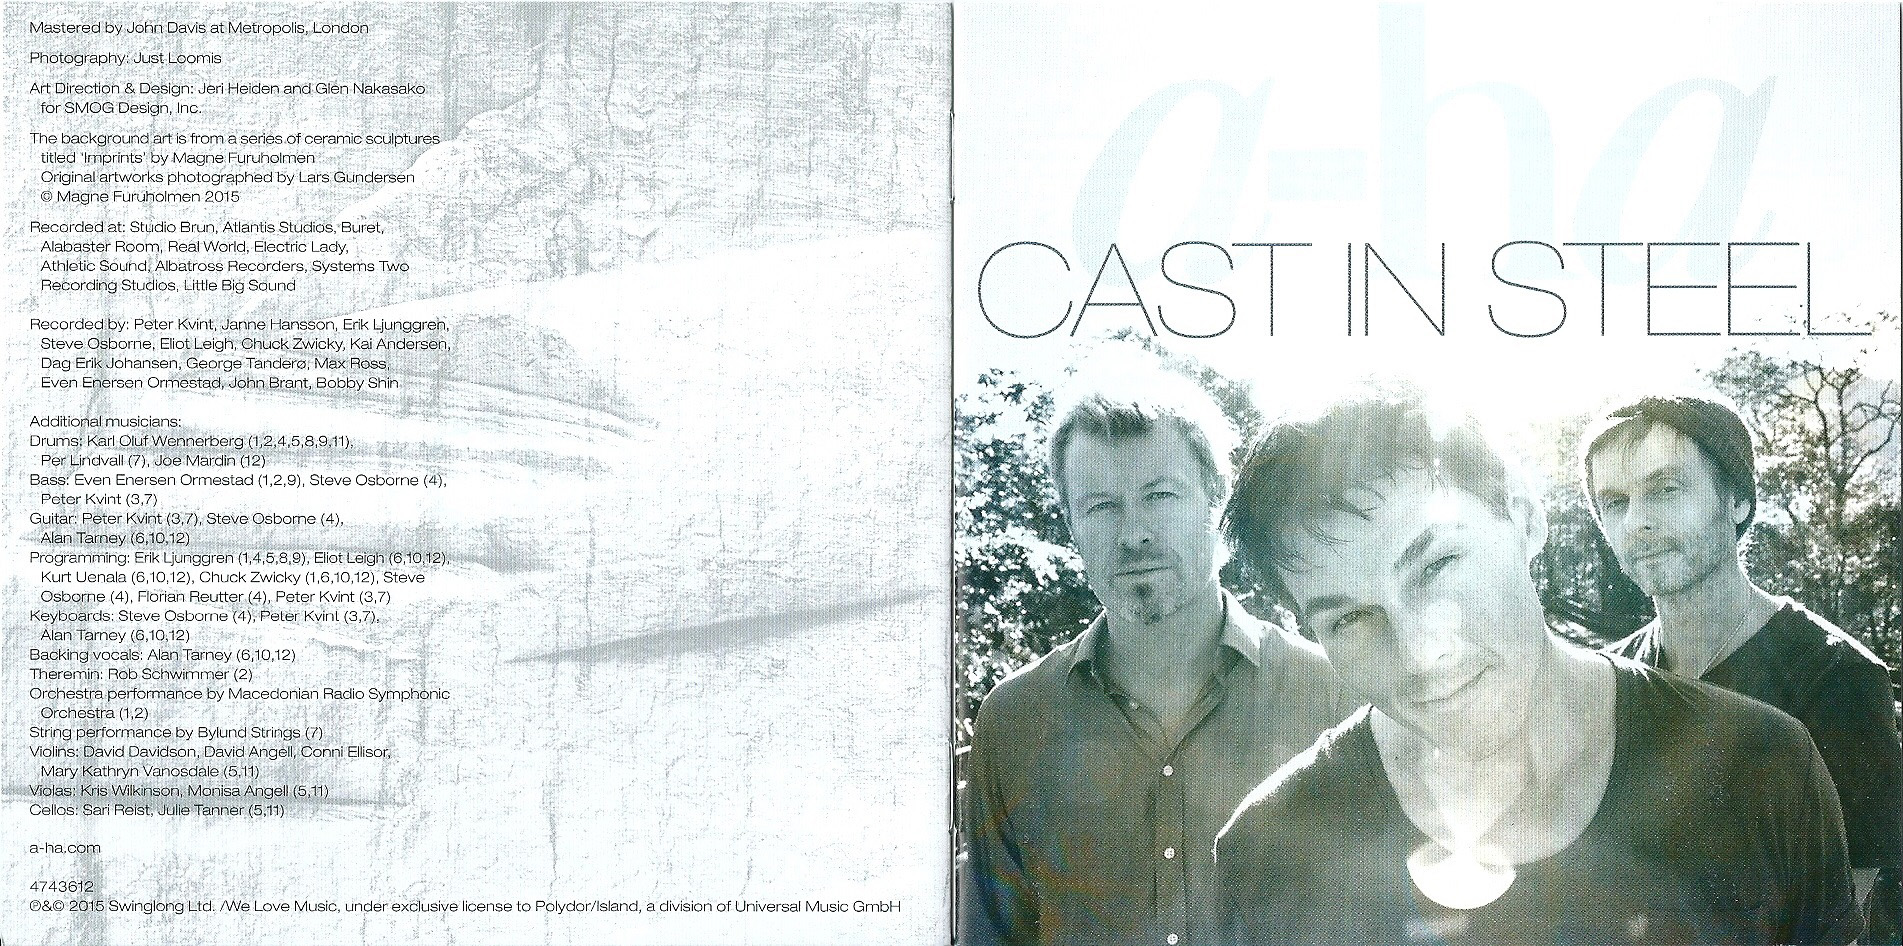 Mastered by John Davis at Metropolis, London
Photography: Just Loomis
Art Direction & Design: Jeri Heiden and Glen Nakasako
for SMOG Design, Inc.
The background art is from a series of ceramic sculptures
titled 'Imprints' by Magne Furuholmen
Original artworks photographed by Lars Gundersen
© Magne Furuholmen 2015
Recorded at: Studio Brun, Atlantis Studios, Buret,
Alabaster Room, Real World, Electric Lady,
Athletic Sound, Albatross Recorders, Systems Two
Recording Studios, Little Big Sound
Recorded by: Peter Kvint, Janne Hansson, Erik Ljunggren,
Steve Osborne, Eliot Leigh, Chuck Zwicky, Kai Andersen,
Dag Erik Johansen, George Tanderø, Max Ross,
Even Enersen Ormestad, John Brant, Bobby Shin
Additional musicians:
Drums: Karl Oluf Wennerberg (1,2,4,5,8,9,11),
Per Lindvall (7), Joe Mardin (12)
Bass: Even Enersen Ormestad (1,2,9), Steve Osborne (4),
Peter Kvint (3,7)
Guitar: Peter Kvint (3,7), Steve Osborne (4),
Alan Tarney (6,10,12)
Programming: Erik Ljunggren (1,4,5,8,9), Eliot Leigh (6,10,12),
Kurt Uenala (6,10,12), Chuck Zwicky (1,6,10,12), Steve
Osborne (4), Florian Reutter (4), Peter Kvint (3,7)
Keyboards: Steve Osborne (4), Peter Kvint (3,7),
Alan Tarney (6,10,12)
Backing vocals: Alan Tarney (6,10,12)
Theremin: Rob Schwimmer (2)
Orchestra performance by Macedonian Radio Symphonic
Orchestra (1,2)
String performance by Bylund Strings (7)
Violins: David Davidson, David Angell, Conni Ellisor,
Mary Kathryn Vanosdale (5,11)
Violas: Kris Wilkinson, Monisa Angell (5,11)
Cellos: Sari Reist, Julie Tanner (5,11)
a-ha.com
4743612
℗&© 2015 Swinglong Ltd. /We Love Music, under exclusive license to Polydor/Island, a division of Universal Music GmbH
a-ha
CAST IN STEEL